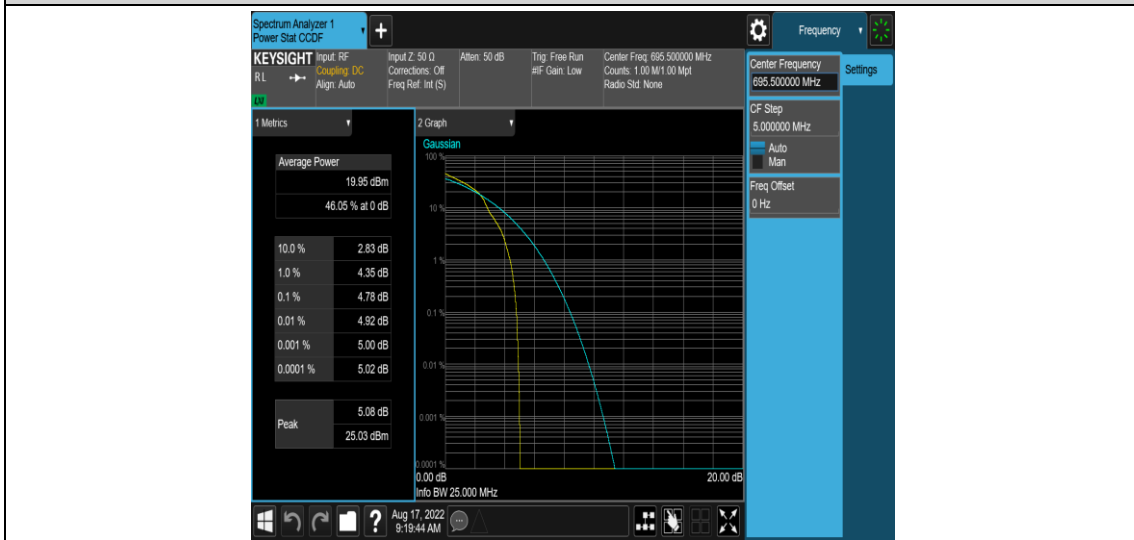 Spectrum Analyzer 1
Power Stat CCDF
+
Frequency
KEYSIGHT
RL
LXI
Input: RF
Coupling: DC
Align: Auto
Input Z: 50 Ω
Corrections: Off
Freq Ref: Int (S)
Atten: 50 dB
Trig: Free Run
#IF Gain: Low
Center Freq: 695.500000 MHz
Counts: 1.00 M/1.00 Mpt
Radio Std: None
Center Frequency
695.500000 MHz
Settings
CF Step
5.000000 MHz
Auto
Man
Freq Offset
0 Hz
1 Metrics
Average Power
19.95 dBm
46.05 % at 0 dB
10.0 % 2.83 dB
1.0 % 4.35 dB
0.1 % 4.78 dB
0.01 % 4.92 dB
0.001 % 5.00 dB
0.0001 % 5.02 dB
Peak
5.08 dB
25.03 dBm
2 Graph
Gaussian
100 %
10 %
1 %
0.1 %
0.01 %
0.001 %
0.0001 %
0.00 dB 20.00 dB
Info BW 25.000 MHz
?
Aug 17, 2022
9:19:44 AM